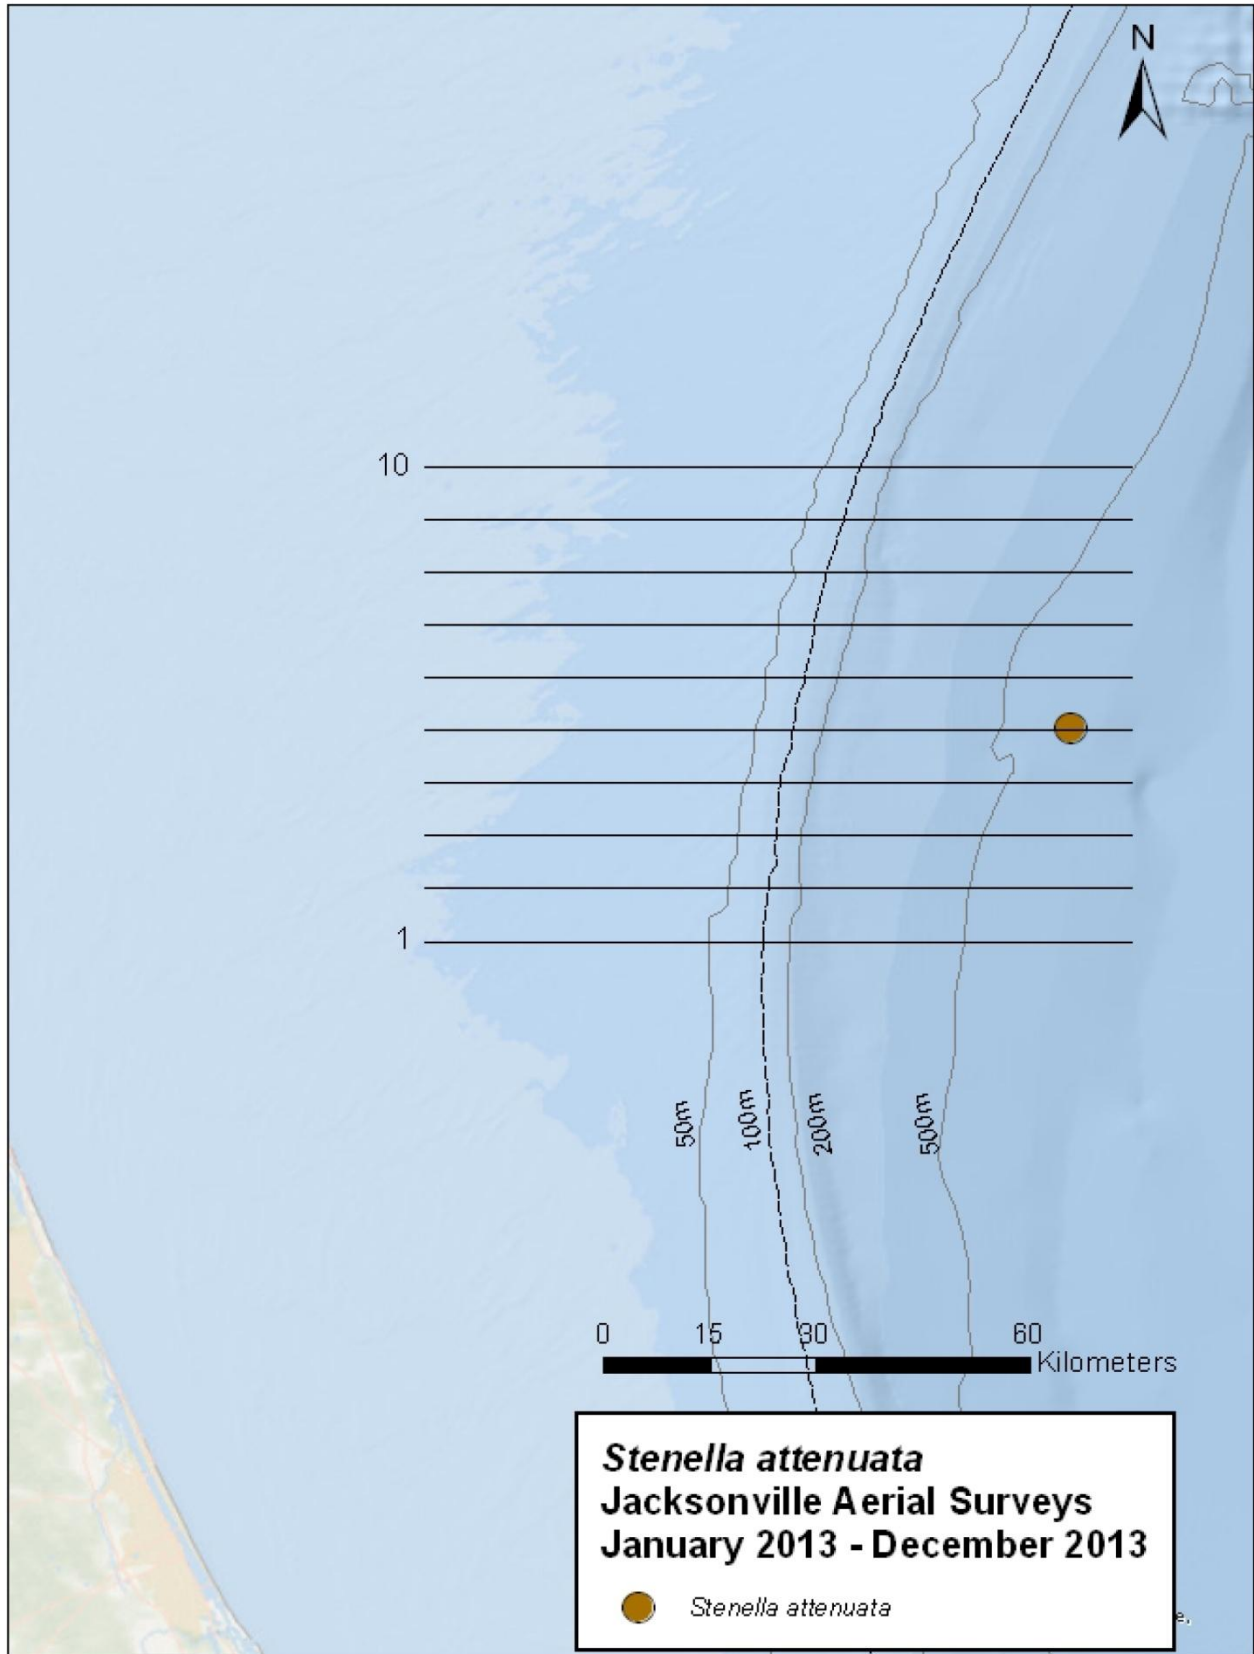 N
10
1
50m
100m
200m
500m
0 15 30 60
Kilometers
Stenella attenuata
Jacksonville Aerial Surveys
January 2013 - December 2013
Stenella attenuata
e,